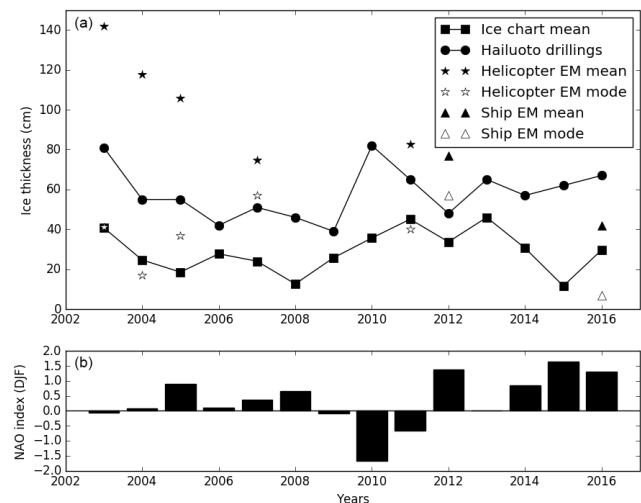 (a)
Ice chart mean
Hailuoto drillings
Helicopter EM mean
Helicopter EM mode
Ship EM mean
Ship EM mode
Ice thickness (cm)
140
120
100
80
60
40
20
0
2002 2004 2006 2008 2010 2012 2014 2016
(b)
NAO index (DJF)
2.0
1.5
1.0
0.5
0.0
−0.5
−1.0
−1.5
−2.0
2002 2004 2006 2008 2010 2012 2014 2016
Years